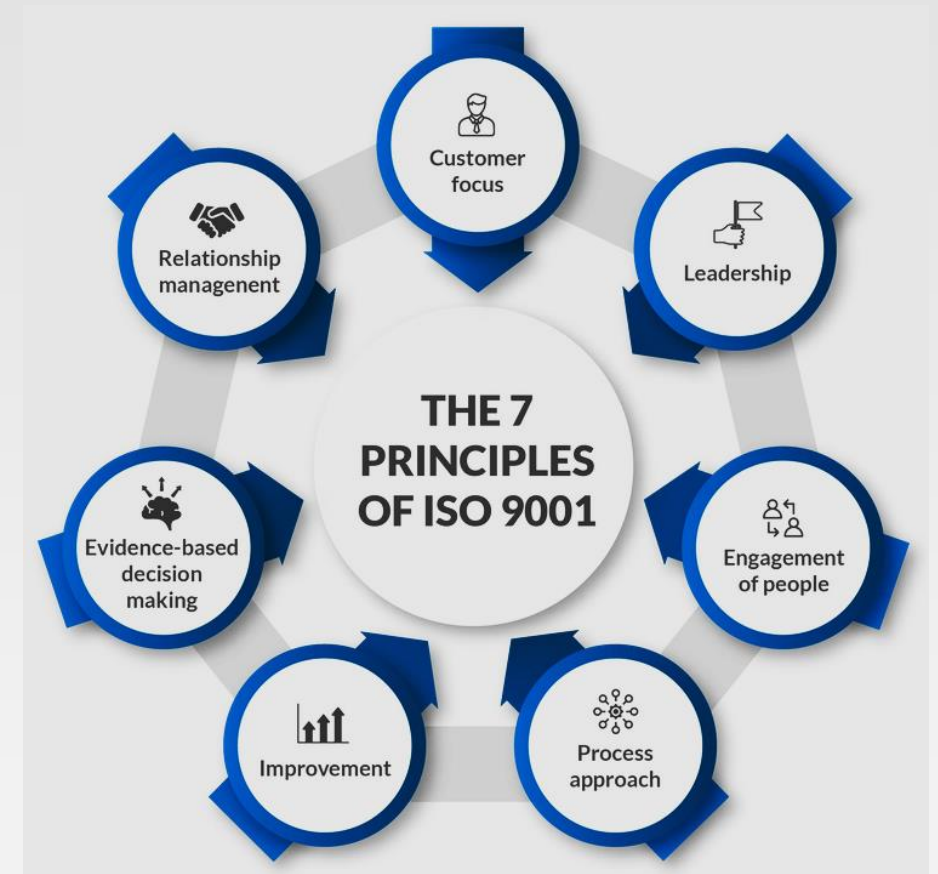 Customer
focus
Leadership
Engagement
of people
Process
approach
Improvement
Evidence-based
decision
making
Relationship
managenent
THE 7
PRINCIPLES
OF ISO 9001